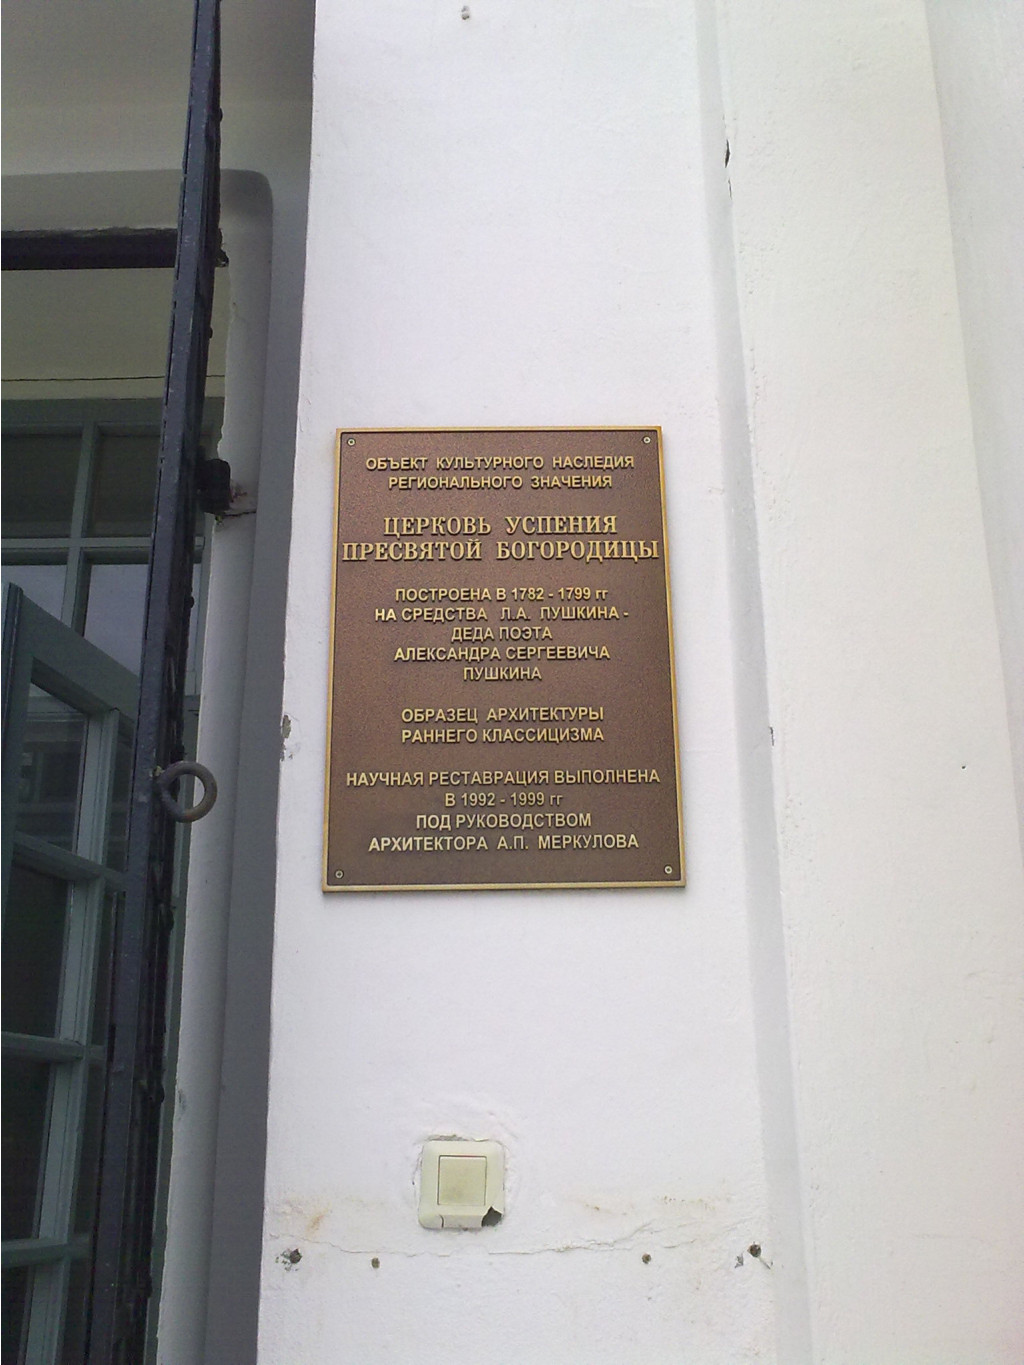 ОБЪЕКТ КУЛЬТУРНОГО НАСЛЕДИЯ
РЕГИОНАЛЬНОГО ЗНАЧЕНИЯ
ЦЕРКОВЬ УСПЕНИЯ
ПРЕСВЯТОЙ БОГОРОДИЦЫ
ПОСТРОЕНА В 1782 - 1799 гг
НА СРЕДСТВА Л.А. ПУШКИНА -
ДЕДА ПОЭТА
АЛЕКСАНДРА СЕРГЕЕВИЧА
ПУШКИНА
ОБРАЗЕЦ АРХИТЕКТУРЫ
РАННЕГО КЛАССИЦИЗМА
НАУЧНАЯ РЕСТАВРАЦИЯ ВЫПОЛНЕНА
В 1992 - 1999 гг
ПОД РУКОВОДСТВОМ
АРХИТЕКТОРА А.П. МЕРКУЛОВА